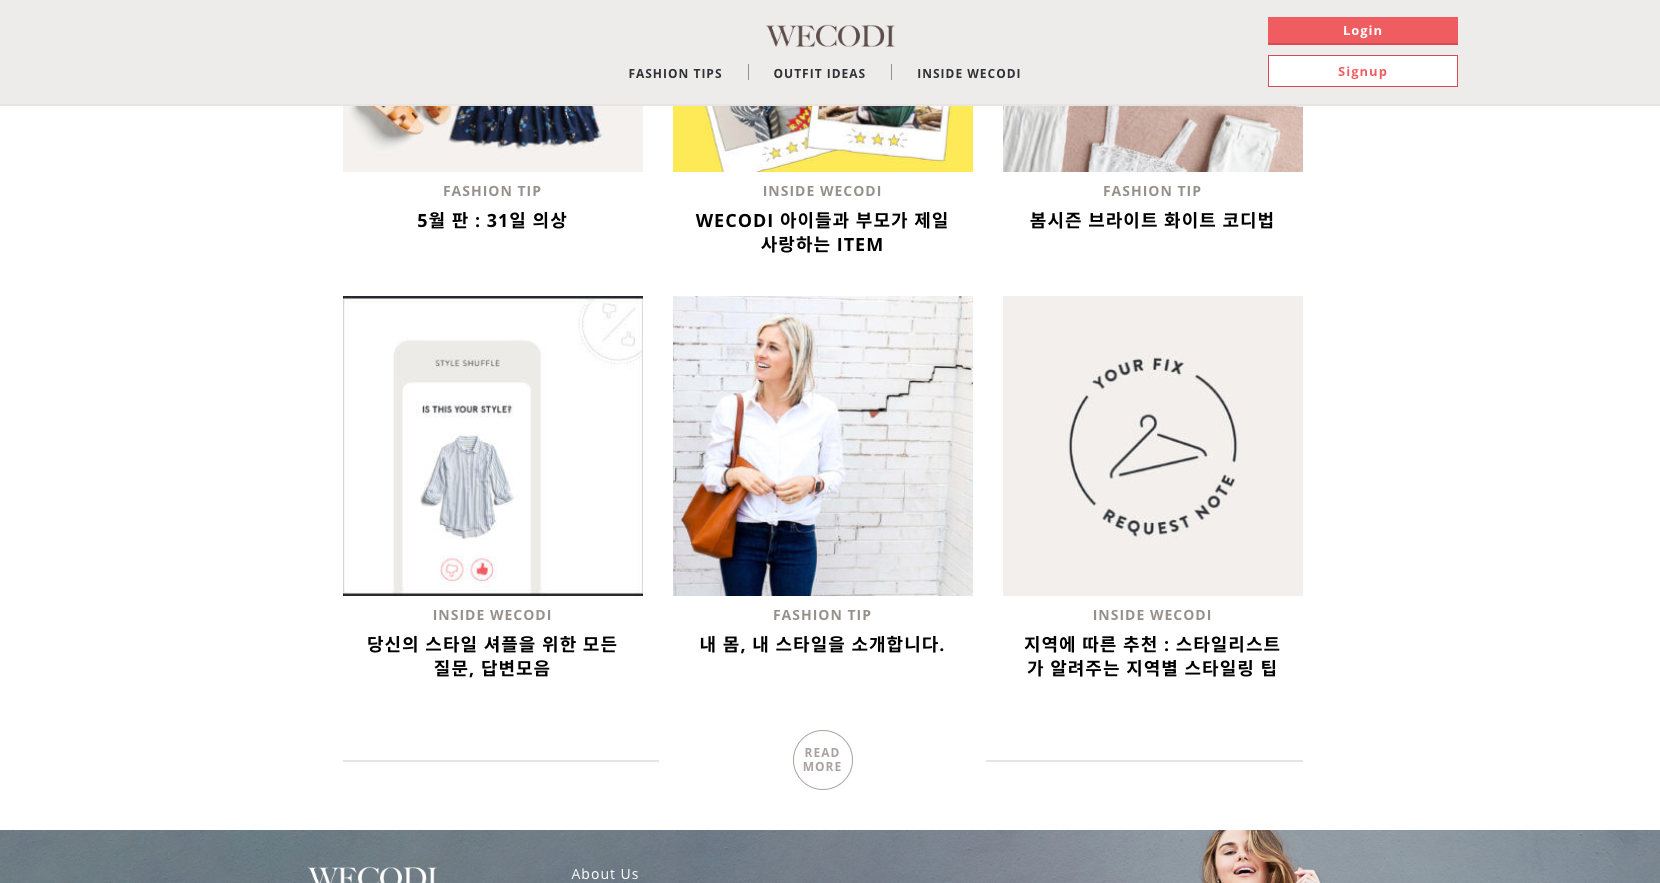 WECODI
FASHION TIPS
OUTFIT IDEAS
INSIDE WECODI
Login
Signup
FASHION TIP
5월 판 : 31일 의상
INSIDE WECODI
WECODI 아이들과 부모가 제일
사랑하는 ITEM
FASHION TIP
봄시즌 브라이트 화이트 코디법
STYLE SHUFFLE
IS THIS YOUR STYLE?
YOUR FIX
REQUEST NOTE
INSIDE WECODI
당신의 스타일 셔플을 위한 모든
질문, 답변모음
FASHION TIP
내 몸, 내 스타일을 소개합니다.
INSIDE WECODI
지역에 따른 추천 : 스타일리스트
가 알려주는 지역별 스타일링 팁
READ
MORE
WECODI
About Us